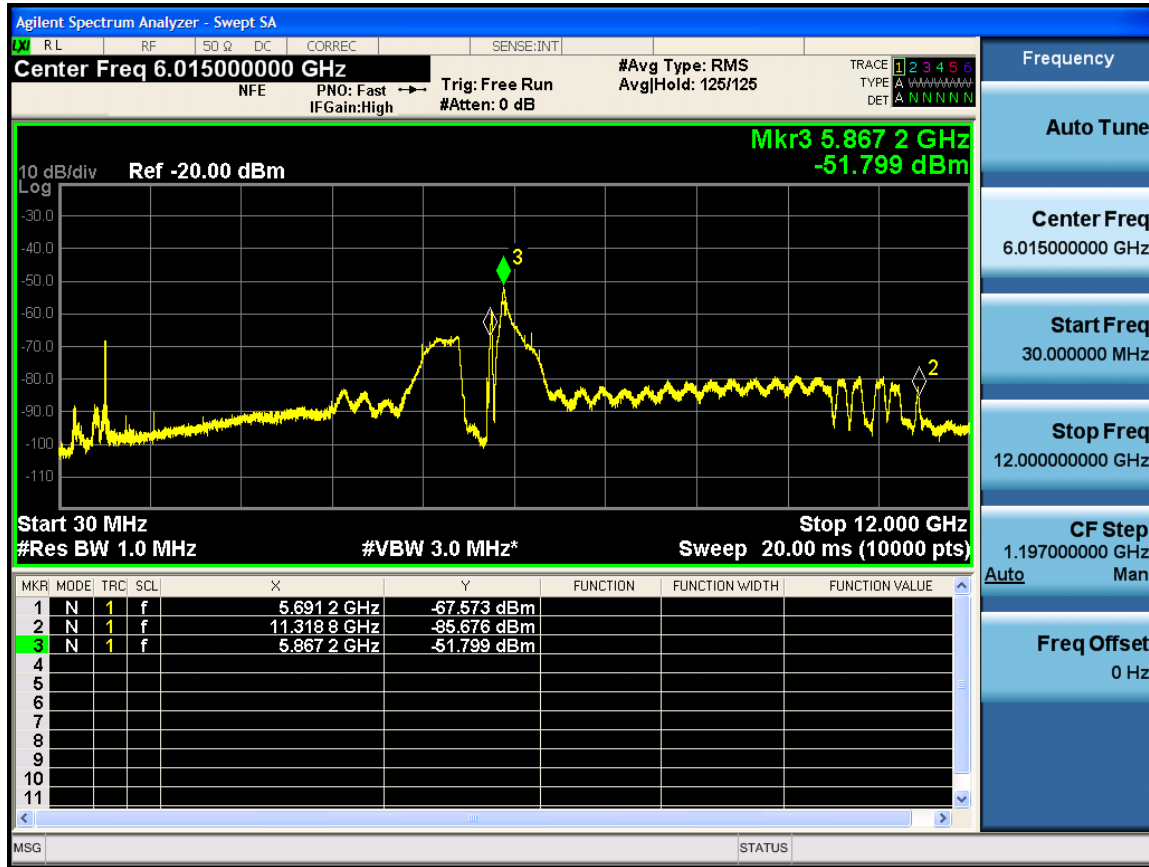 Agilent Spectrum Analyzer - Swept SA
LXI RL RF 50 Ω DC CORREC SENSE:INT
Center Freq 6.015000000 GHz
NFE PNO: Fast IFGain:High
Trig: Free Run
#Atten: 0 dB
#Avg Type: RMS
Avg|Hold: 125/125
TRACE 1 2 3 4 5 6
TYPE A WWWWW
DET A N N N N N
Mkr3 5.867 2 GHz
-51.799 dBm
10 dB/div Ref -20.00 dBm
Log
-30.0
-40.0
-50.0
-60.0
-70.0
-80.0
-90.0
-100
-110
3
2
Start 30 MHz Stop 12.000 GHz
#Res BW 1.0 MHz #VBW 3.0 MHz* Sweep 20.00 ms (10000 pts)
MKR MODE TRC SCL X Y FUNCTION FUNCTION WIDTH FUNCTION VALUE
1 N 1 f 5.691 2 GHz -67.573 dBm
2 N 1 f 11.318 8 GHz -85.676 dBm
3 N 1 f 5.867 2 GHz -51.799 dBm
4
5
6
7
8
9
10
11
MSG STATUS
Frequency
Auto Tune
Center Freq
6.015000000 GHz
Start Freq
30.000000 MHz
Stop Freq
12.000000000 GHz
CF Step
1.197000000 GHz
Auto Man
Freq Offset
0 Hz